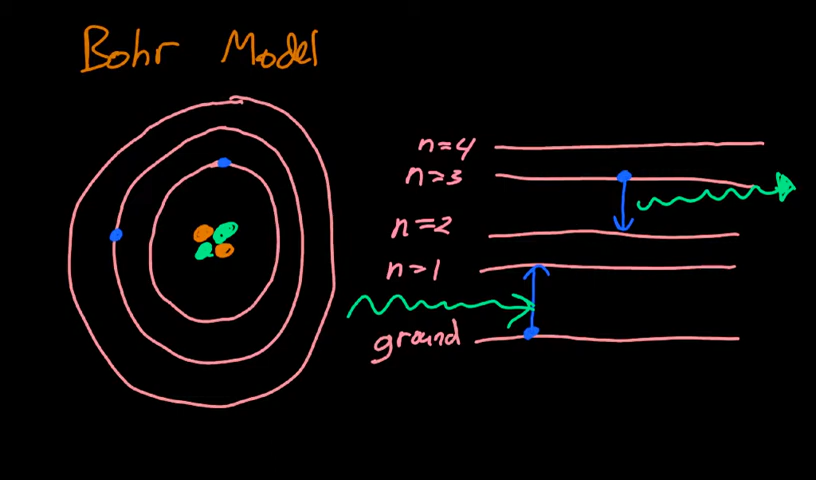 Bohr Model
n=4
n=3
n=2
n=1
ground